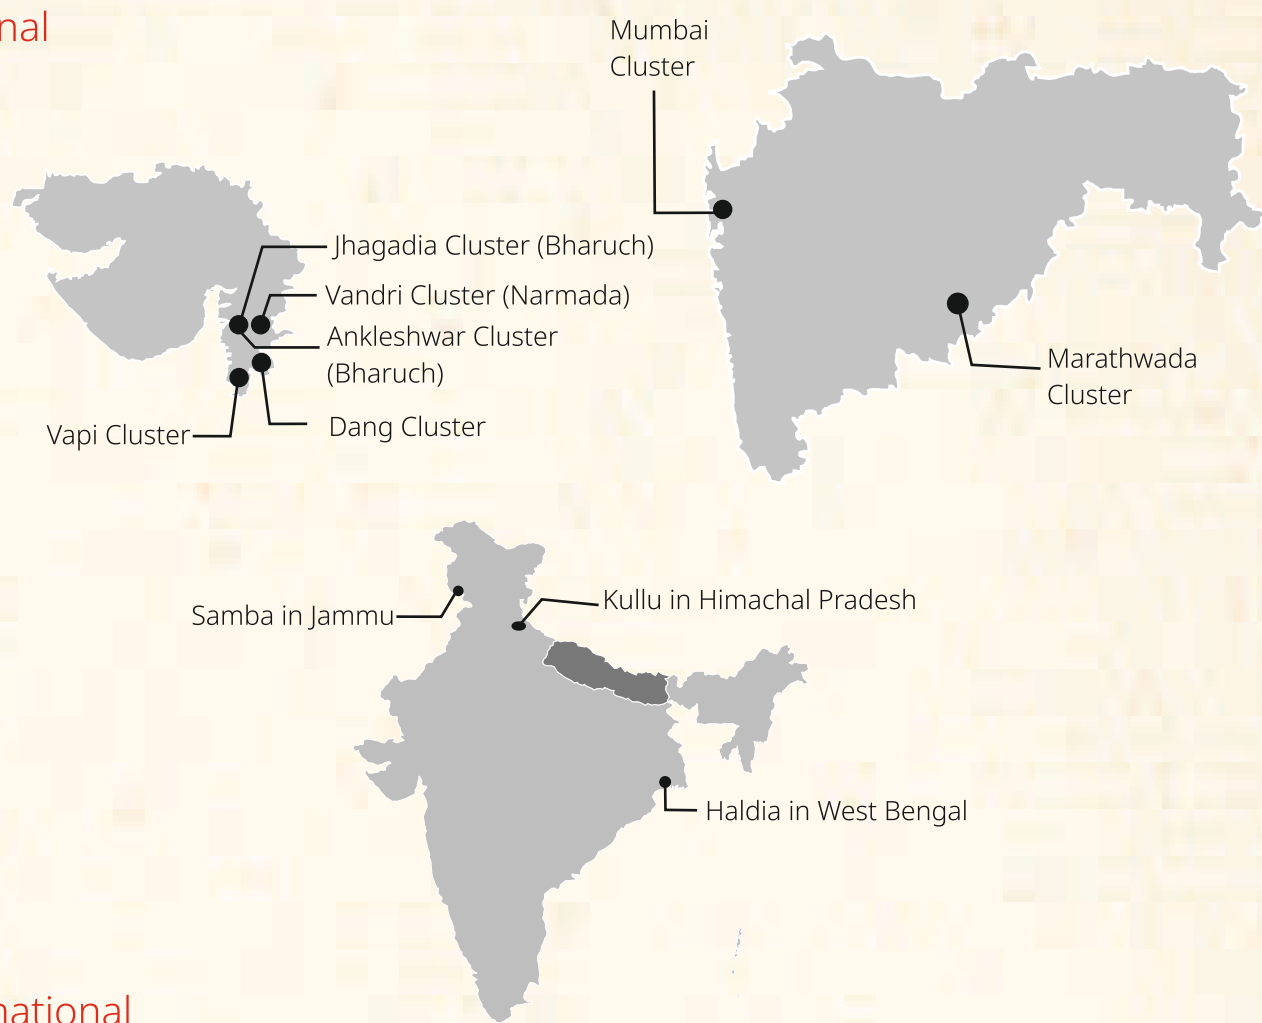 nal
Mumbai
Cluster
Jhagadia Cluster (Bharuch)
Vandri Cluster (Narmada)
Ankleshwar Cluster
(Bharuch)
Marathwada
Cluster
Dang Cluster
Vapi Cluster
Kullu in Himachal Pradesh
Samba in Jammu
Haldia in West Bengal
national